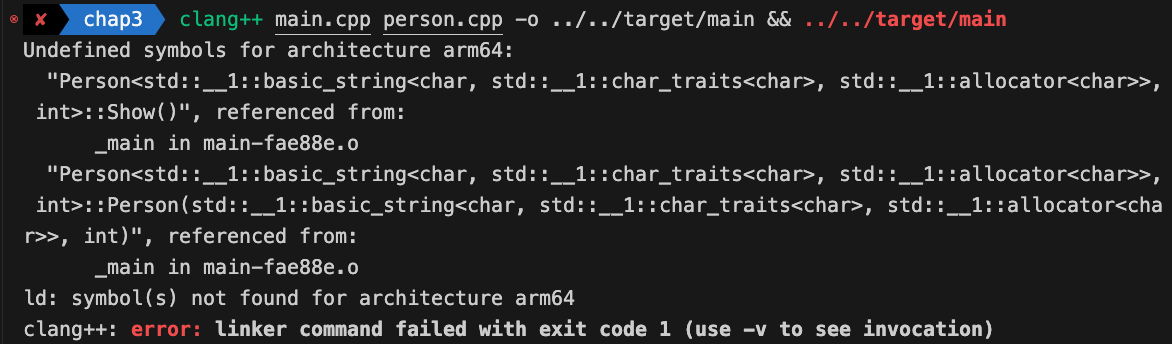 ✘ chap3 clang++ main.cpp person.cpp -o ../../target/main && ../../target/main
Undefined symbols for architecture arm64:
"Person<std::__1::basic_string<char, std::__1::char_traits<char>, std::__1::allocator<char>>,
int>::Show()", referenced from:
_main in main-fae88e.o
"Person<std::__1::basic_string<char, std::__1::char_traits<char>, std::__1::allocator<char>>,
int>::Person(std::__1::basic_string<char, std::__1::char_traits<char>, std::__1::allocator<cha
r>>, int)", referenced from:
_main in main-fae88e.o
ld: symbol(s) not found for architecture arm64
clang++: error: linker command failed with exit code 1 (use -v to see invocation)